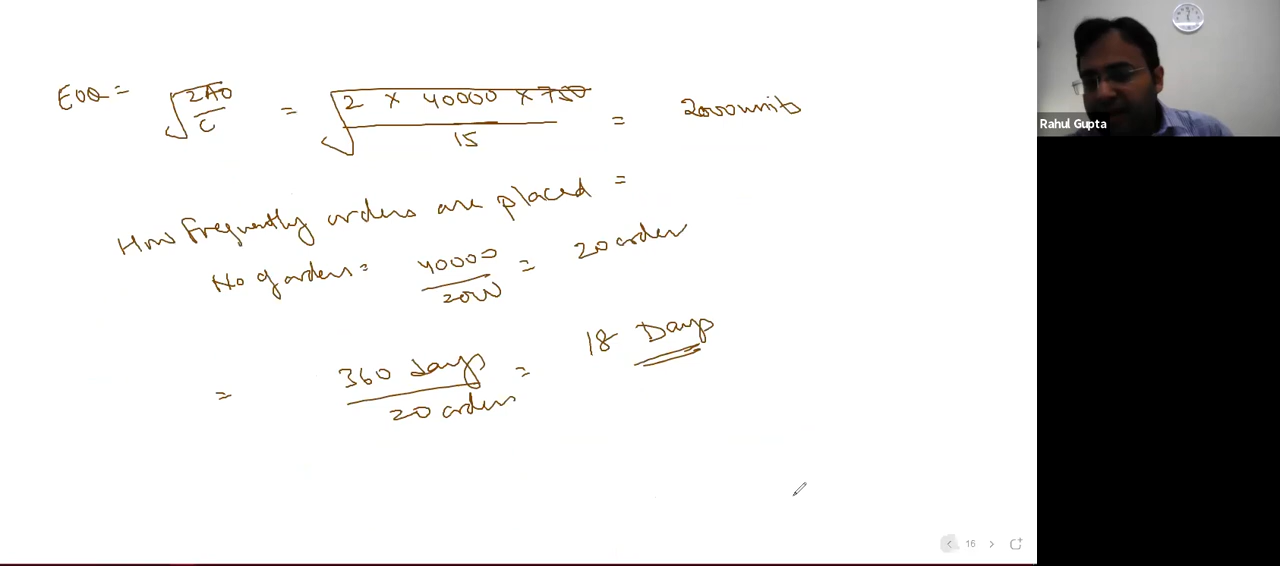 EOQ = √2AO/C = √2 × 40000 × 750/15 = 2000 units
How Frequently orders are placed =
No of orders = 40000/2000 = 20 orders
= 360 days/20 orders = 18 Days
Rahul Gupta
16